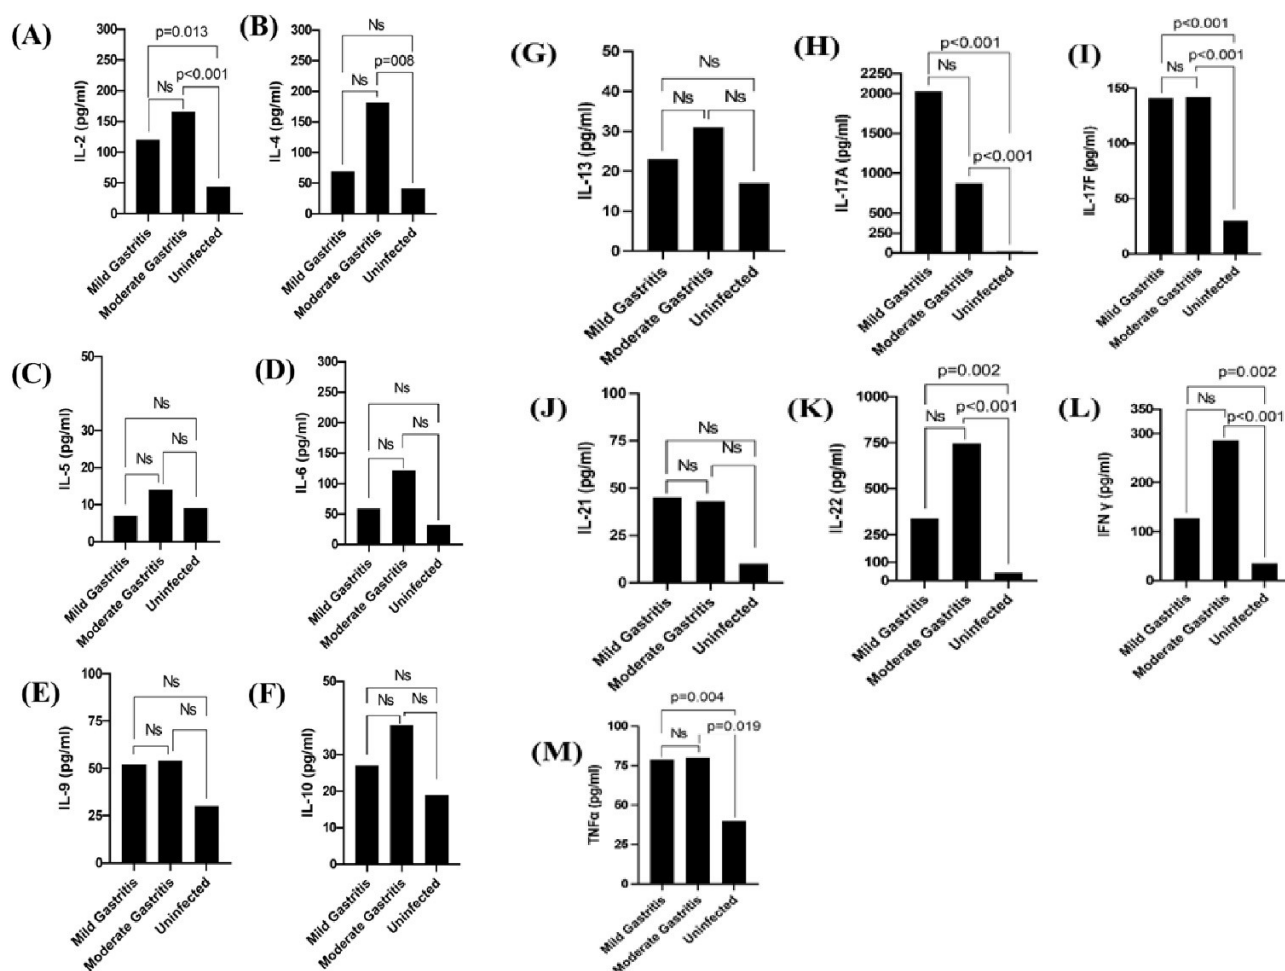 (A)
300
250
200
150
100
50
0
IL-2 (pg/ml)
p=0.013
p<0.001
Ns
Mild Gastritis
Moderate Gastritis
Uninfected
(B)
300
250
200
150
100
50
0
IL-4 (pg/ml)
Ns
p=008
Ns
Mild Gastritis
Moderate Gastritis
Uninfected
(C)
50
30
20
10
0
IL-5 (pg/ml)
Ns
Ns
Ns
Mild Gastritis
Moderate Gastritis
Uninfected
(D)
300
250
200
150
100
50
0
IL-6 (pg/ml)
Ns
Ns
Ns
Mild Gastritis
Moderate Gastritis
Uninfected
(E)
100
75
50
25
0
IL-9 (pg/ml)
Ns
Ns
Ns
Mild Gastritis
Moderate Gastritis
Uninfected
(F)
50
30
20
10
0
IL-10 (pg/ml)
Ns
Ns
Ns
Mild Gastritis
Moderate Gastritis
Uninfected
(G)
50
40
30
20
10
0
IL-13 (pg/ml)
Ns
Ns
Ns
Mild Gastritis
Moderate Gastritis
Uninfected
(H)
2250
2000
1500
1000
500
250
0
IL-17A (pg/ml)
p<0.001
Ns
p<0.001
Mild Gastritis
Moderate Gastritis
Uninfected
(I)
150
100
50
0
IL-17F (pg/ml)
p<0.001
p<0.001
Ns
Mild Gastritis
Moderate Gastritis
Uninfected
(J)
100
75
50
25
0
IL-21 (pg/ml)
Ns
Ns
Ns
Mild Gastritis
Moderate Gastritis
Uninfected
(K)
1000
750
500
250
100
0
IL-22 (pg/ml)
p=0.002
Ns
p<0.001
Mild Gastritis
Moderate Gastritis
Uninfected
(L)
350
300
200
100
50
0
IFN γ (pg/ml)
p=0.002
Ns
p<0.001
Mild Gastritis
Moderate Gastritis
Uninfected
(M)
100
75
50
25
0
TNFα (pg/ml)
p=0.004
p=0.019
Ns
Mild Gastritis
Moderate Gastritis
Uninfected